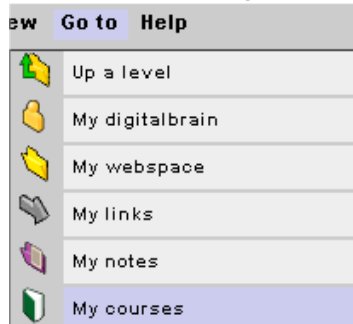 ew Go to Help
Up a level
My digitalbrain
My webspace
My links
My notes
My courses